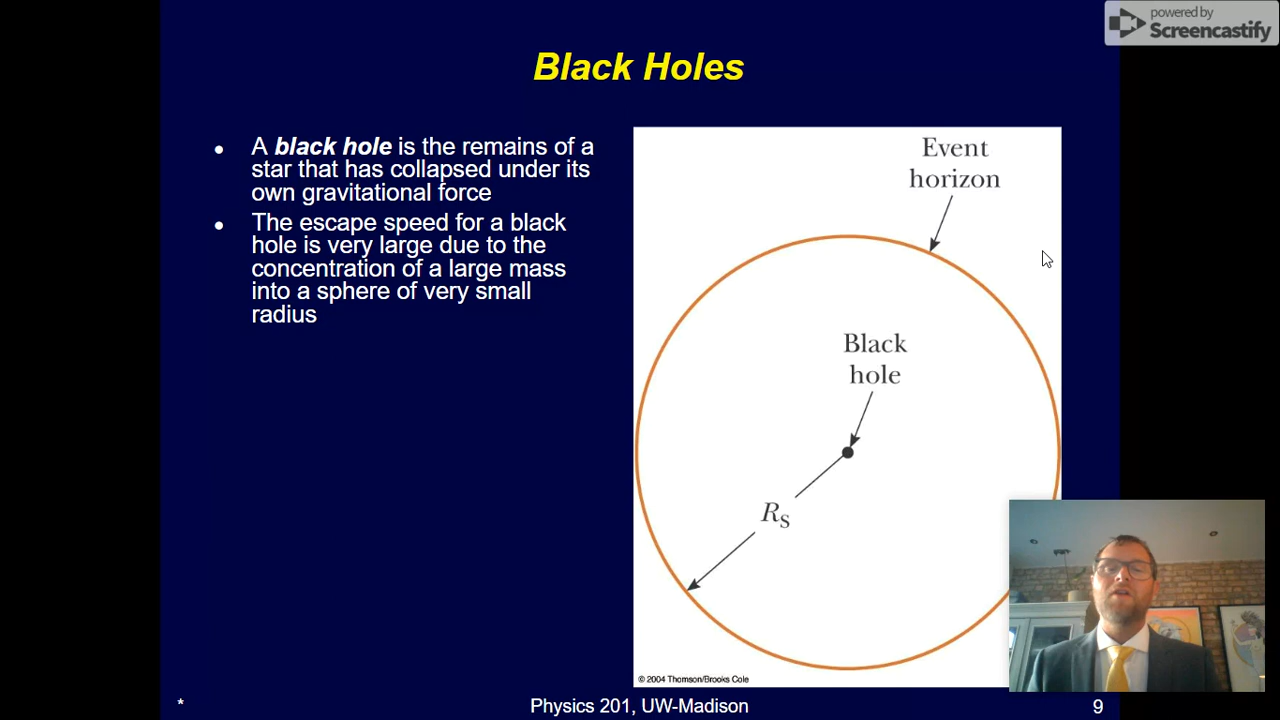 powered by
Screencastify
Black Holes
• A black hole is the remains of a
star that has collapsed under its
own gravitational force
• The escape speed for a black
hole is very large due to the
concentration of a large mass
into a sphere of very small
radius
Event
horizon
Black
hole
Rs
© 2004 Thomson/Brooks Cole
*
Physics 201, UW-Madison
9